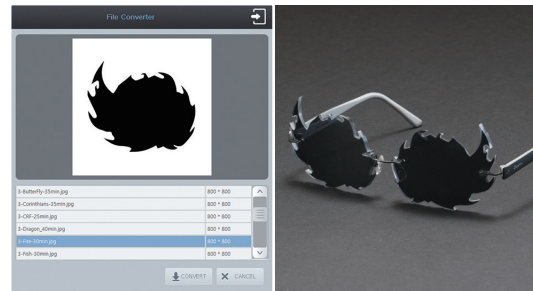 File Converter
3-Butterfly-35min.jpg 800 * 800
3-Corinthians-35min.jpg 800 * 800
3-CRF-25min.jpg 800 * 800
3-Dragon_40min.jpg 800 * 800
3-Fire-30min.jpg 800 * 800
3-Fish-30min.jpg 800 * 800
CONVERT CANCEL